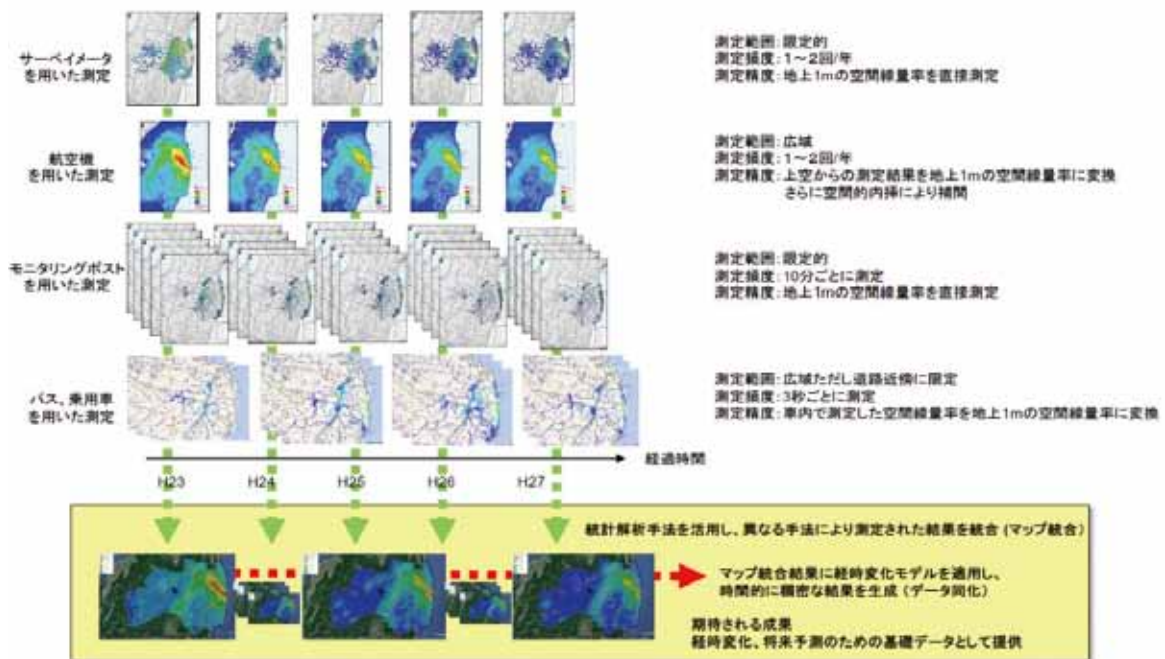 サーベイメータ
を用いた測定
測定範囲:限定的
測定頻度:1～2回/年
測定精度:地上1mの空間線量率を直接測定
航空機
を用いた測定
測定範囲:広域
測定頻度:1～2回/年
測定精度:上空からの測定結果を地上1mの空間線量率に変換
さらに空間的内挿により補間
モニタリングポスト
を用いた測定
測定範囲:限定的
測定頻度:10分ごとに測定
測定精度:地上1mの空間線量率を直接測定
バス、乗用車
を用いた測定
測定範囲:広域ただし道路近傍に限定
測定頻度:3秒ごとに測定
測定精度:車内で測定した空間線量率を地上1mの空間線量率に変換
経過時間
H23 H24 H25 H26 H27
統計解析手法を活用し、異なる手法により測定された結果を統合(マップ統合)
マップ統合結果に経時変化モデルを適用し、
時間的に稠密な結果を生成(データ同化)
期待される成果
経時変化、将来予測のための基礎データとして提供